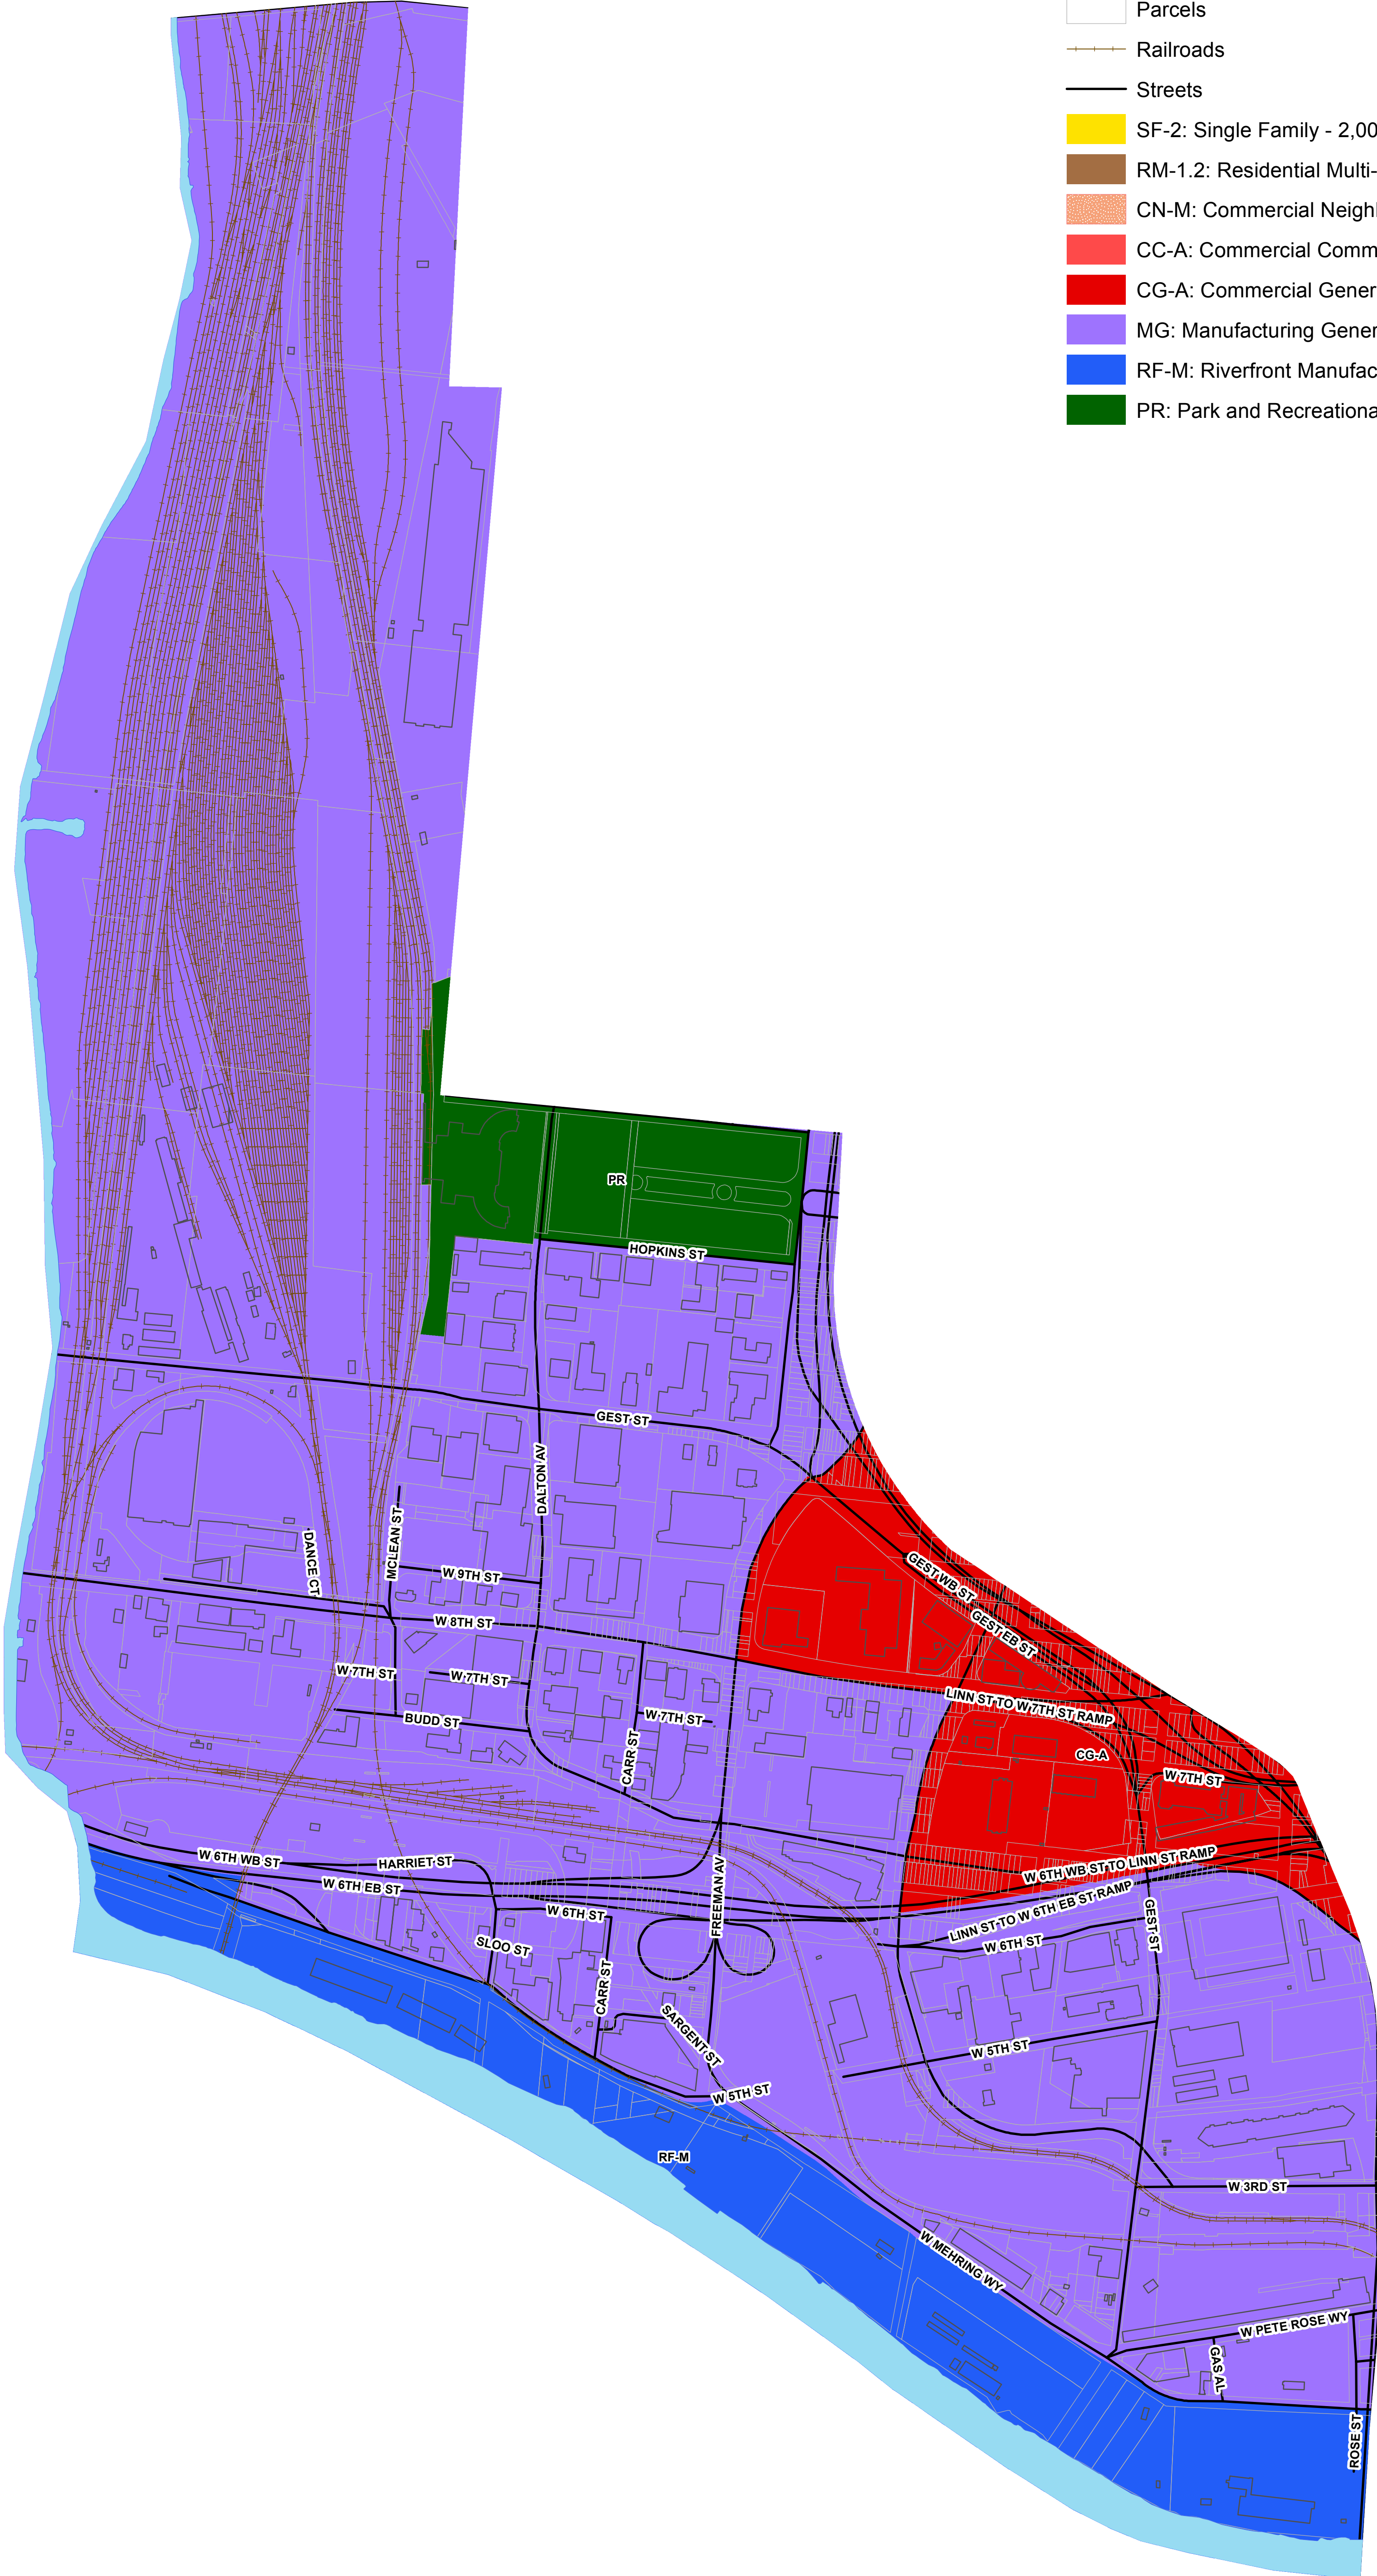 Parcels
Railroads
Streets
SF-2: Single Family - 2,00
RM-1.2: Residential Multi-
CN-M: Commercial Neigh
CC-A: Commercial Comm
CG-A: Commercial Gener
MG: Manufacturing Gener
RF-M: Riverfront Manufac
PR: Park and Recreationa
PR
HOPKINS ST
GEST ST
DALTON AV
MCLEAN ST
DANCE CT
W 9TH ST
GEST WB ST
GEST EB ST
W 8TH ST
W 7TH ST
W 7TH ST
LINN ST TO W 7TH ST RAMP
BUDD ST
W 7TH ST
CARR ST
CG-A
W 7TH ST
W 6TH WB ST
HARRIET ST
W 6TH WB ST TO LINN ST RAMP
W 6TH EB ST
FREEMAN AV
LINN ST TO W 6TH EB ST RAMP
W 6TH ST
GEST ST
SLOO ST
W 6TH ST
CARR ST
SARGENT ST
W 5TH ST
W 5TH ST
RF-M
W 3RD ST
W MEHRING WY
W PETE ROSE WY
GAS AL
ROSE ST